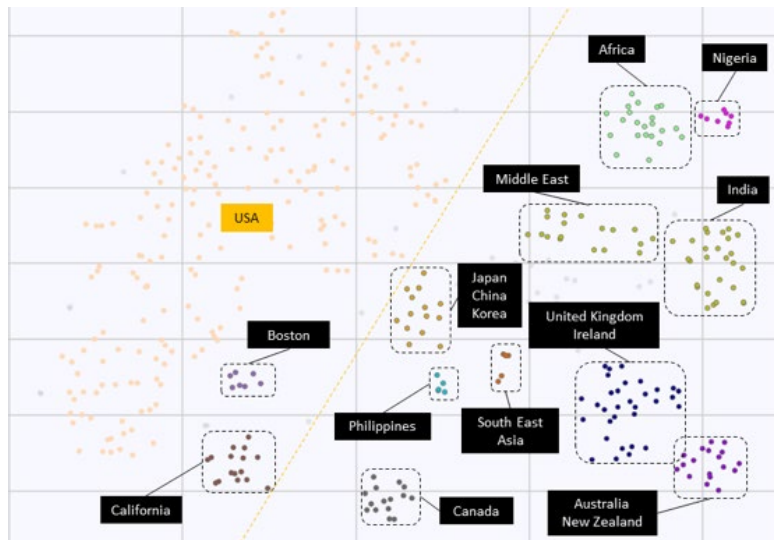 Africa
Nigeria
Middle East
India
USA
Japan
China
Korea
United Kingdom
Ireland
Boston
Philippines
South East
Asia
California
Canada
Australia
New Zealand